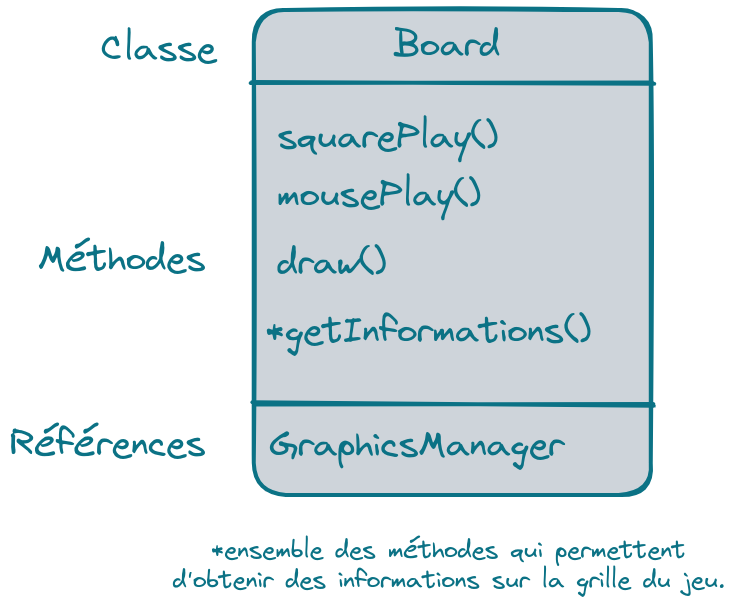 Classe
Board
squarePlay()
mousePlay()
Méthodes
draw()
*getInformations()
Références
GraphicsManager
*ensemble des méthodes qui permettent
d'obtenir des informations sur la grille du jeu.